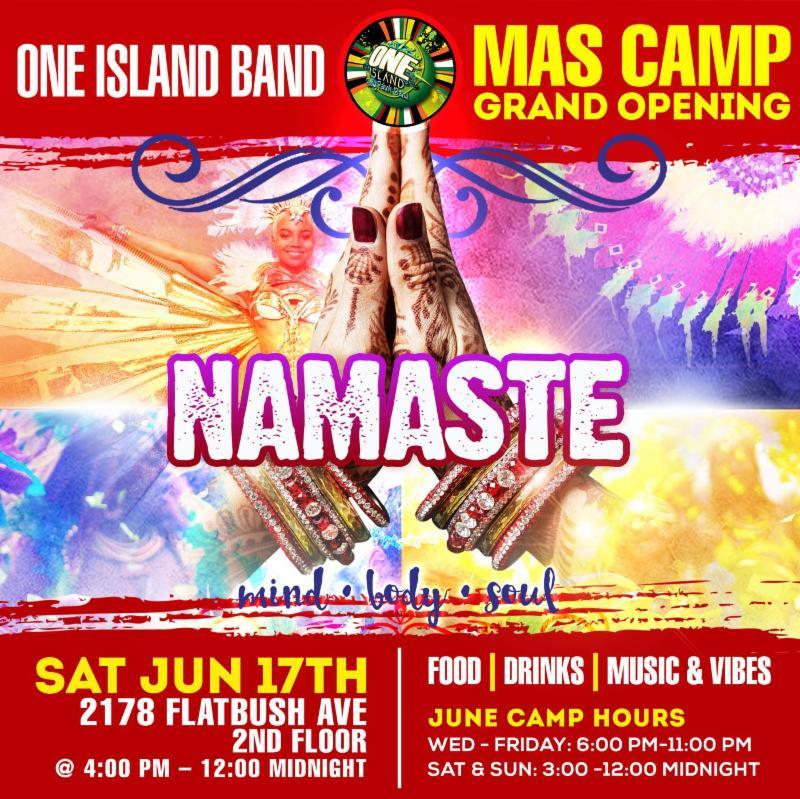 ONE ISLAND BAND
ONE
ISLAND
MAS CAMP
GRAND OPENING
NAMASTE
mind • body • soul
SAT JUN 17TH
2178 FLATBUSH AVE
2ND FLOOR
@ 4:00 PM – 12:00 MIDNIGHT
FOOD | DRINKS | MUSIC & VIBES
JUNE CAMP HOURS
WED - FRIDAY: 6:00 PM-11:00 PM
SAT & SUN: 3:00 -12:00 MIDNIGHT